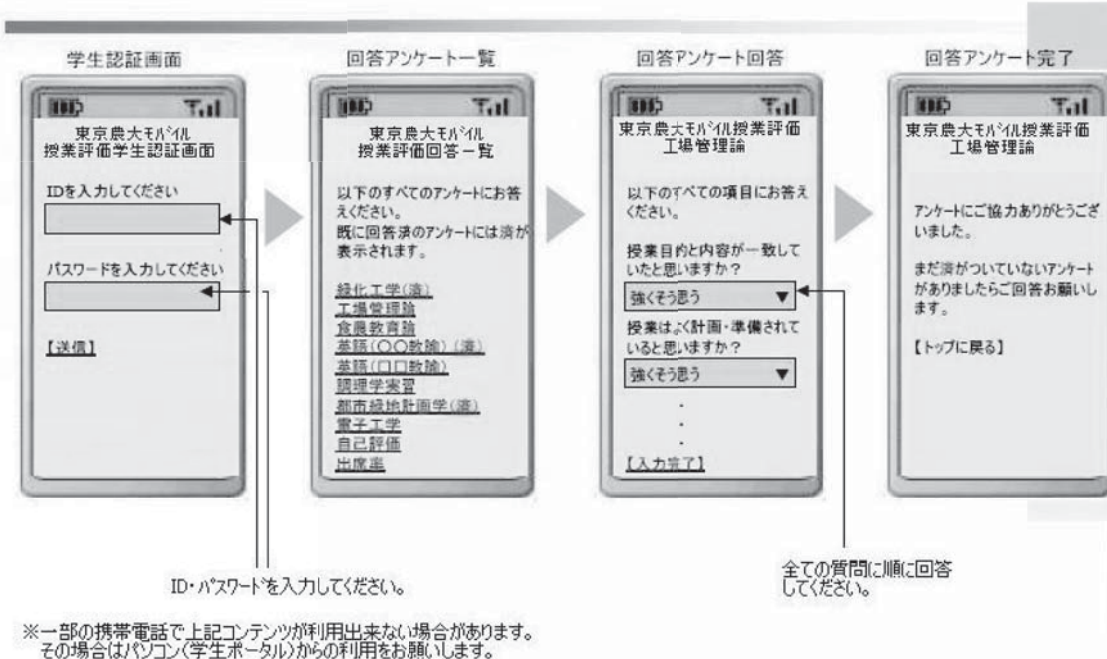 学生認証画面
東京農大モバイル
授業評価学生認証画面
IDを入力してください
パスワードを入力してください
【送信】
回答アンケート一覧
東京農大モバイル
授業評価回答一覧
以下のすべてのアンケートにお答
えください。
既に回答済のアンケートには済が
表示されます。
緑化工学(済)
工場管理論
食農教育論
英語(〇〇教諭)(済)
英語(口口教諭)
調理学実習
都市緑地計画学(済)
電子工学
自己評価
出席率
回答アンケート回答
東京農大モバイル授業評価
工場管理論
以下のすべての項目にお答え
ください。
授業目的と内容が一致して
いたと思いますか?
強くそう思う ▼
授業はよく計画・準備されて
いると思いますか?
強くそう思う ▼
・
・
・
【入力完了】
回答アンケート完了
東京農大モバイル授業評価
工場管理論
アンケートにご協力ありがとうござ
いました。
まだ済がついていないアンケート
がありましたらご回答お願いし
ます。
【トップに戻る】
ID・パスワードを入力してください。
全ての質問に順に回答
してください。
※一部の携帯電話で上記コンテンツが利用出来ない場合があります。
その場合はパソコン(学生ポータル)からの利用をお願いします。